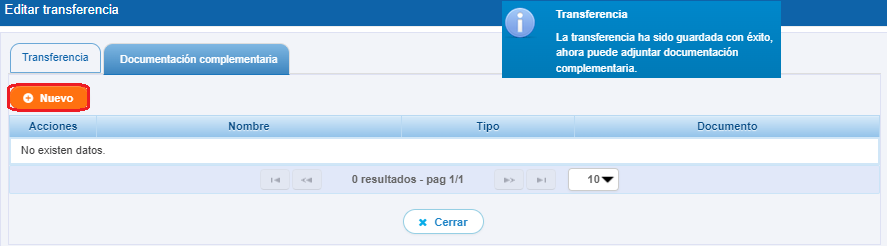 Editar transferencia
Transferencia
La transferencia ha sido guardada con éxito,
ahora puede adjuntar documentación
complementaria.
Transferencia
Documentación complementaria
Nuevo
Acciones Nombre Tipo Documento
No existen datos.
0 resultados - pag 1/1
10
Cerrar